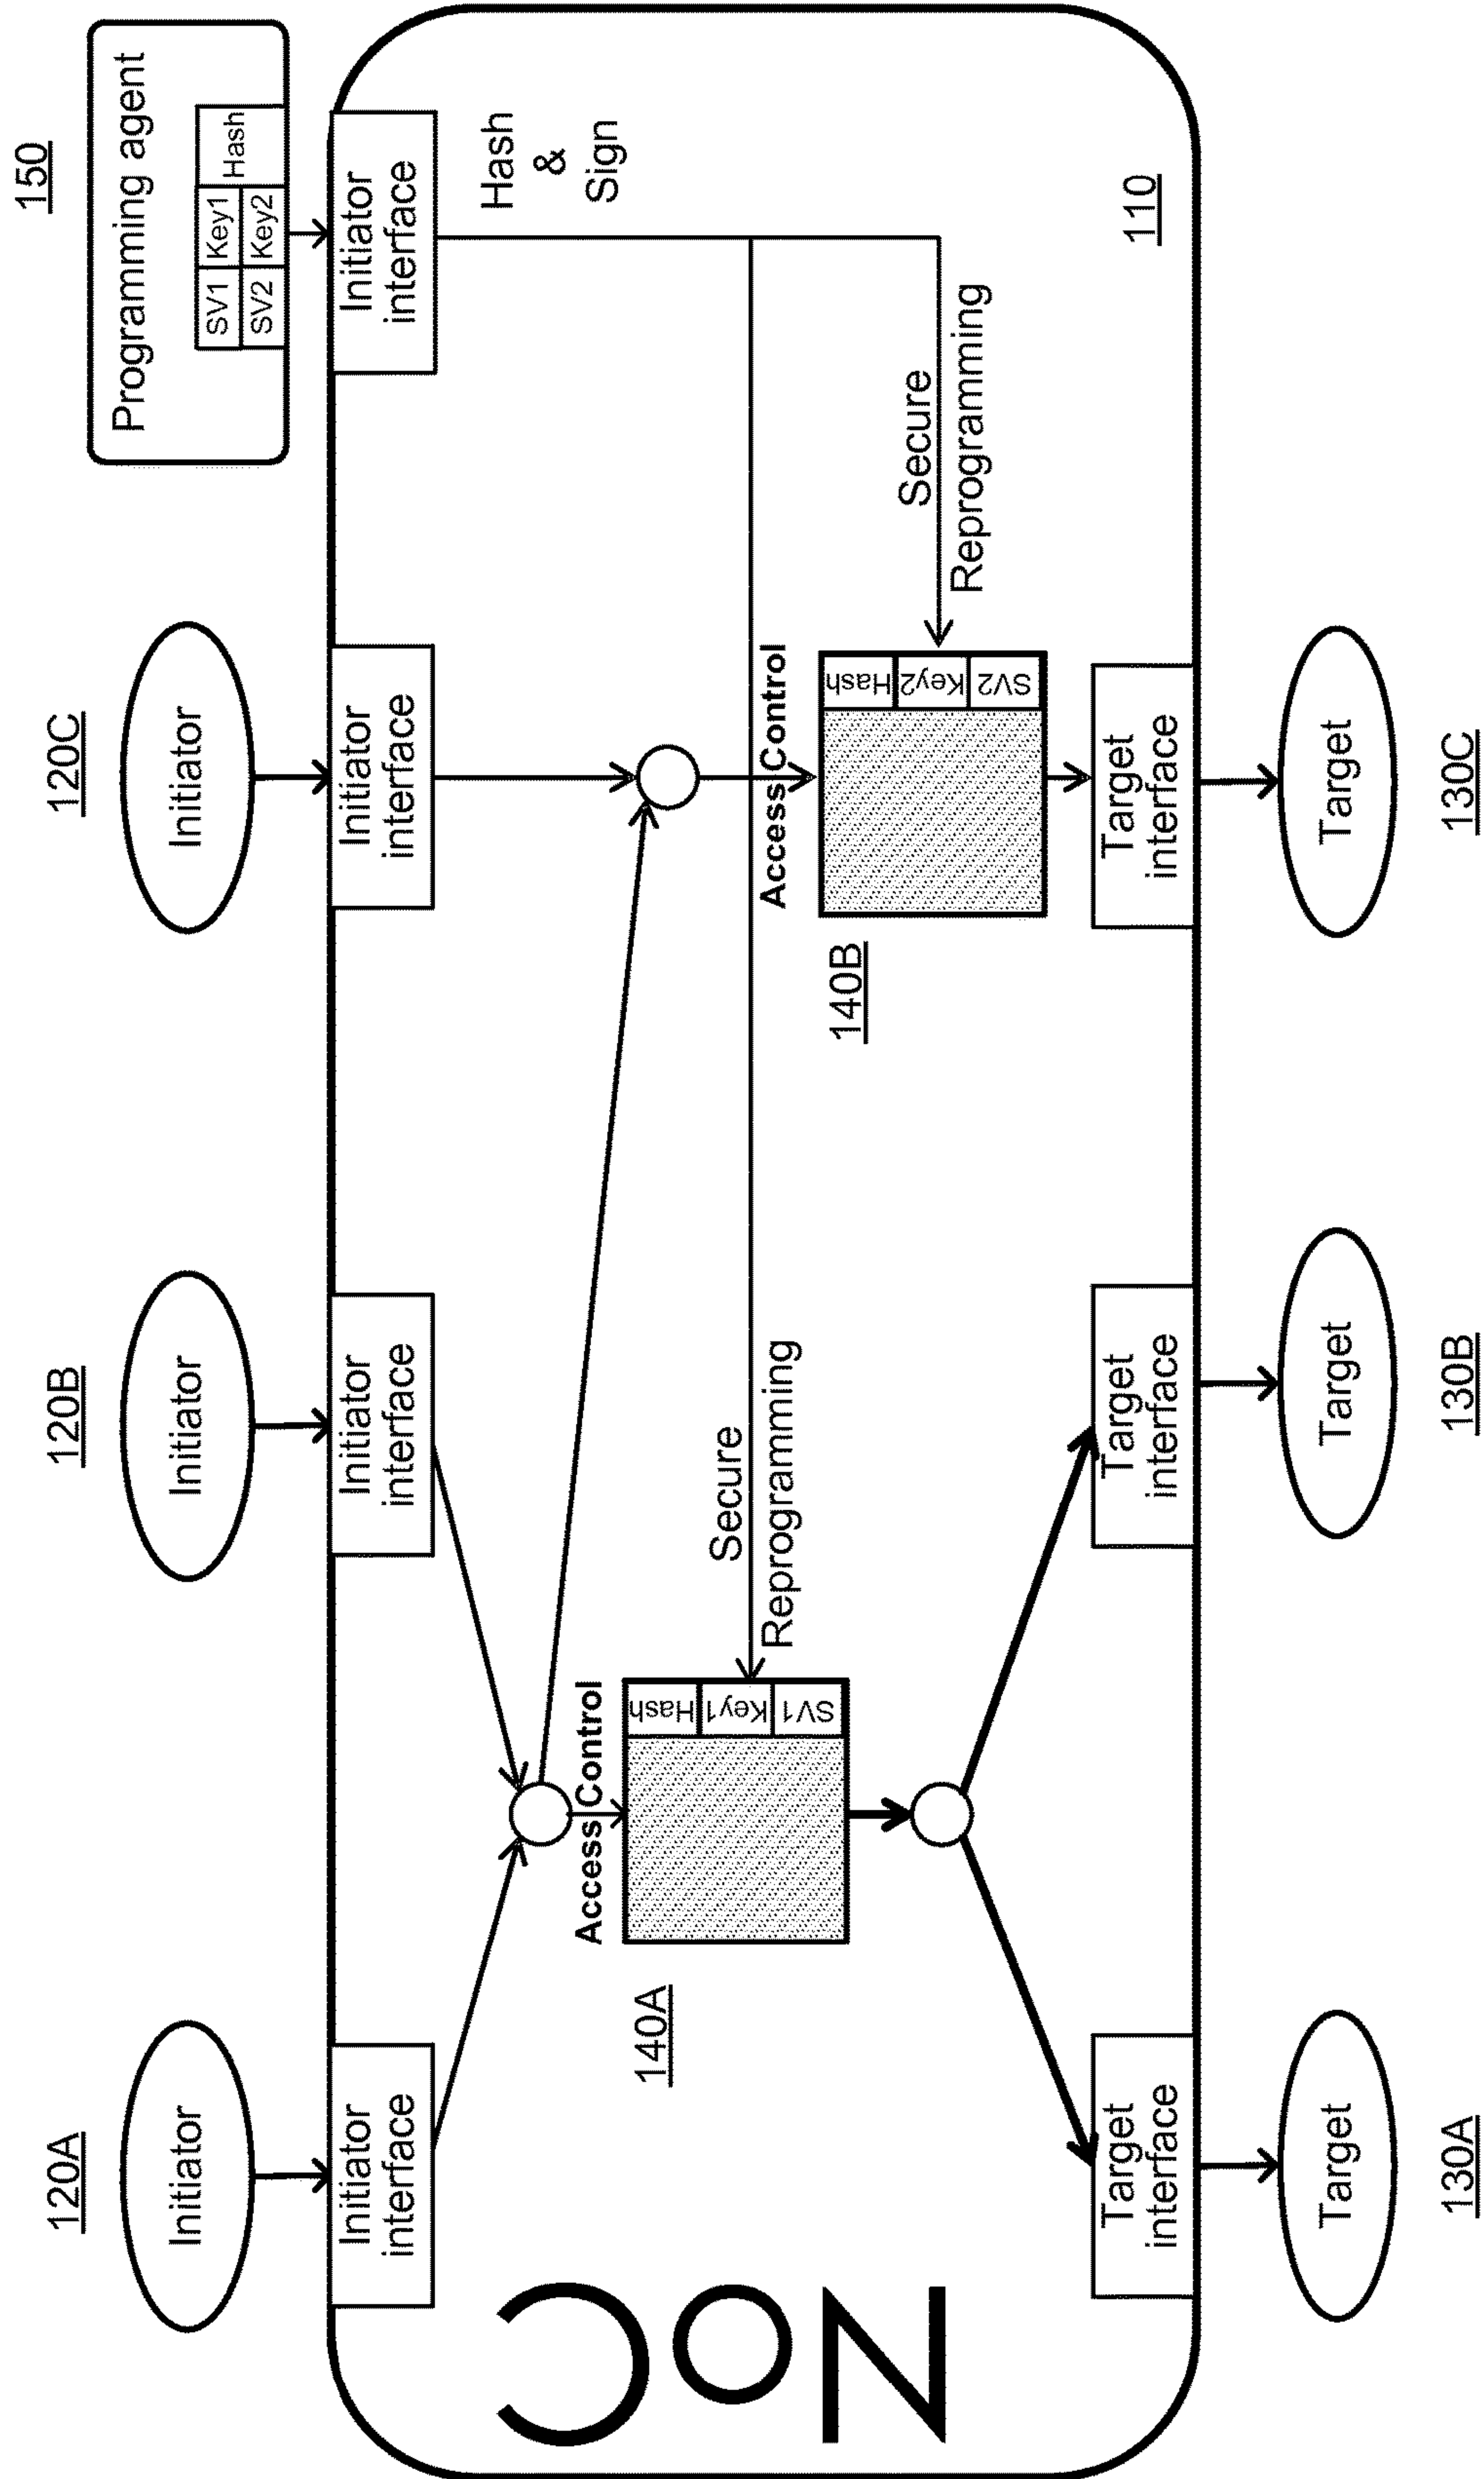 120A
120B
120C
150
Initiator
Initiator
Initiator
Programming agent
SV1 Key1
SV2 Key2
Hash
Initiator interface
Initiator interface
Initiator interface
Initiator interface
Hash
&
Sign
NoC
Access Control
140A
Hash
Key1
SV1
Secure
Reprogramming
Access Control
140B
Hash
Key2
SV2
Secure
Reprogramming
110
Target interface
Target interface
Target interface
Target
Target
Target
130A
130B
130C